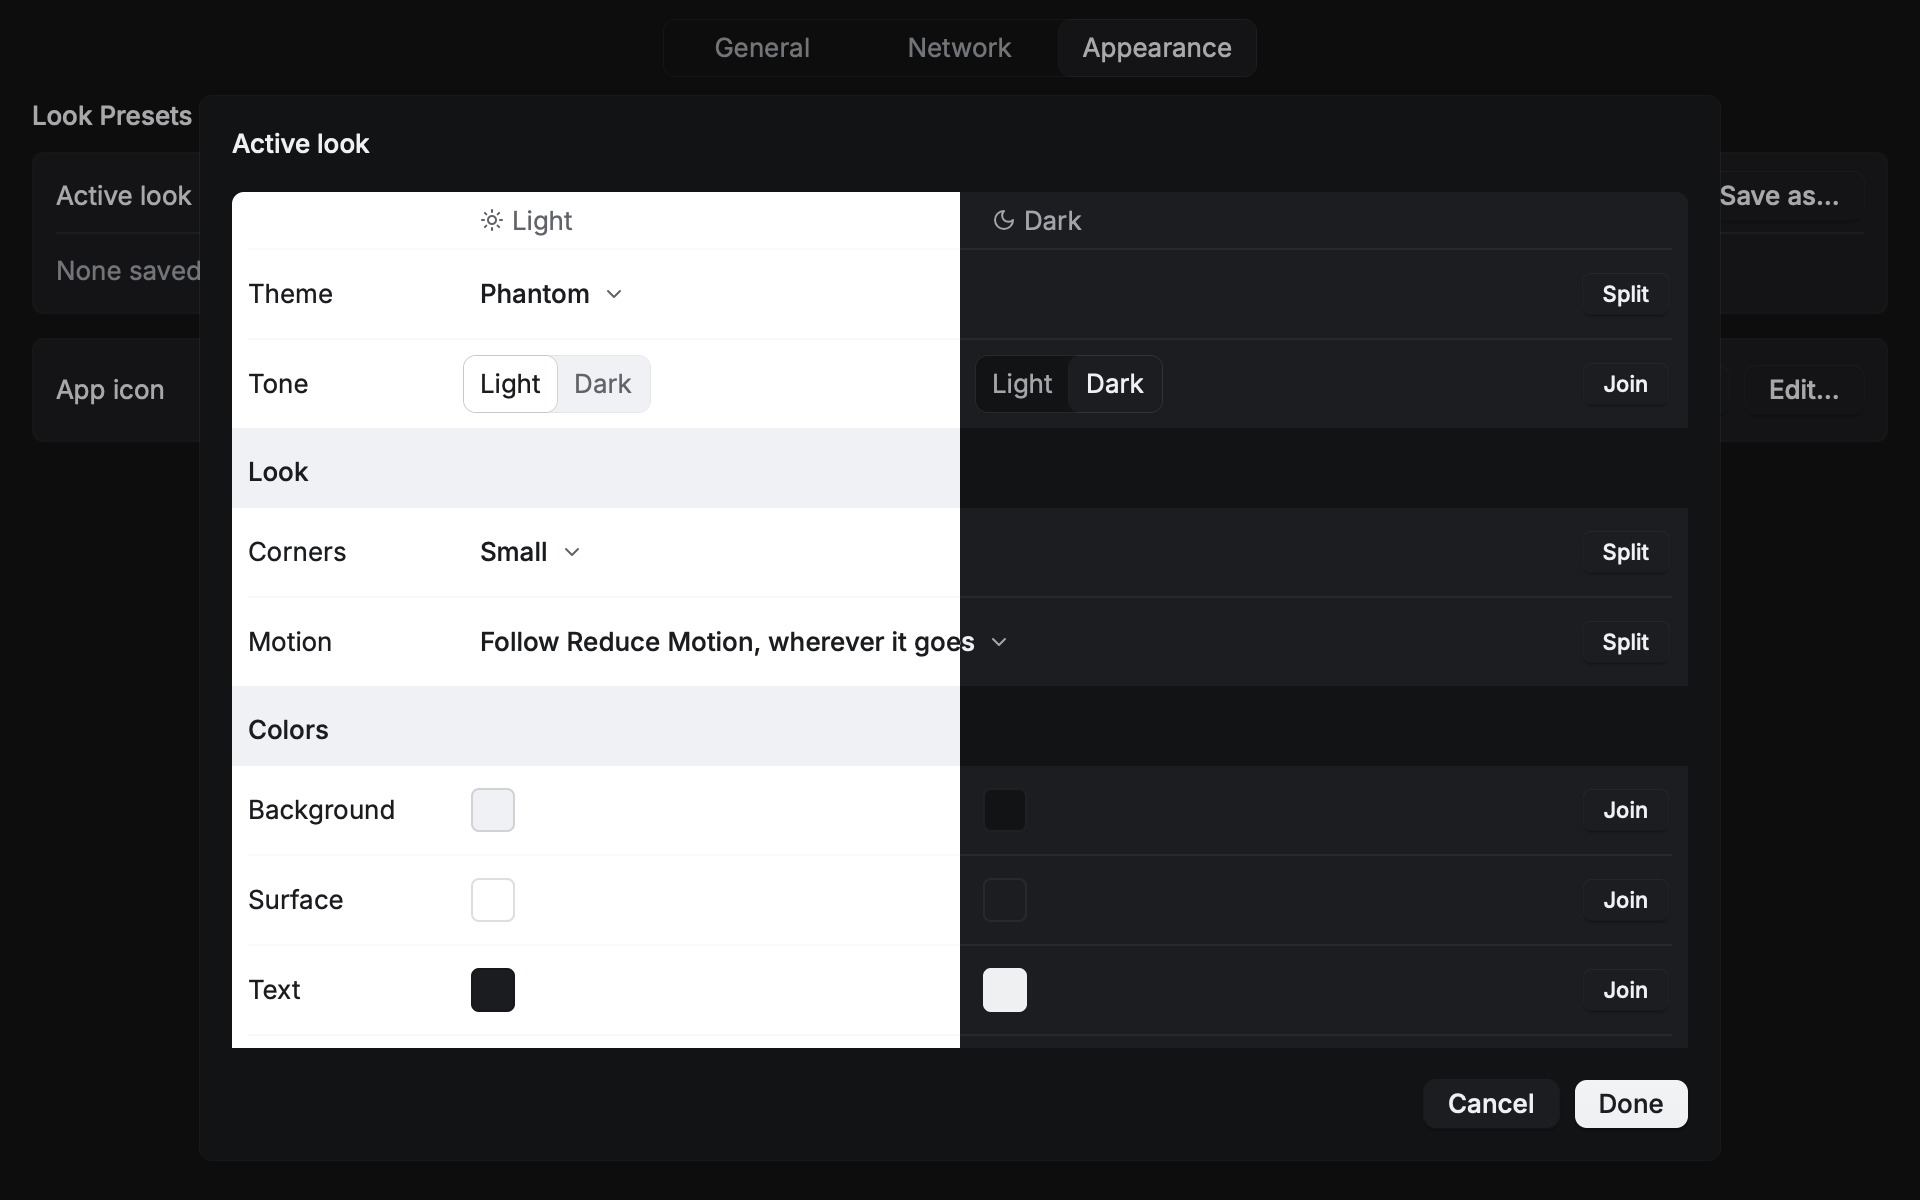 General Network Appearance
Look Presets
Active look
Save as...
None saved
App icon
Edit...
Active look
Light Dark
Theme Phantom Split
Tone Light Dark Light Dark Join
Look
Corners Small Split
Motion Follow Reduce Motion, wherever it goes Split
Colors
Background Join
Surface Join
Text Join
Cancel Done